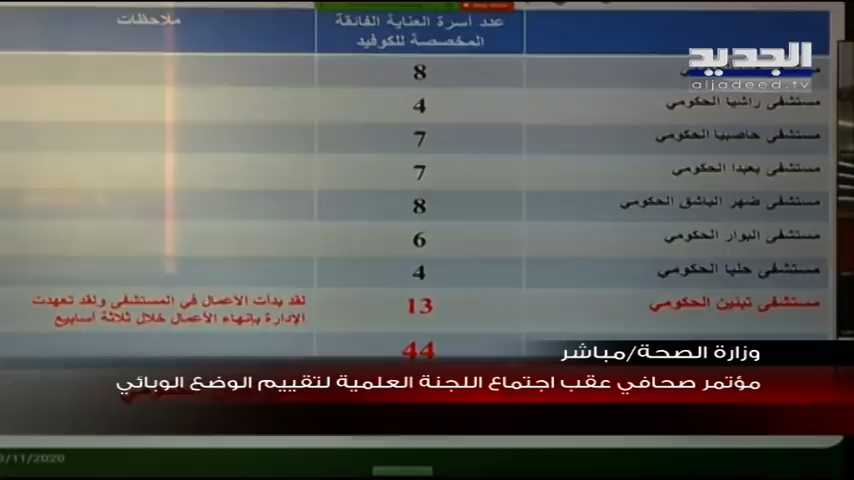 عدد أسرة العناية الفائقة
المخصصة للكوفيد
ملاحظات
الجديد
aljadeed.tv
8
مستشفى راشيا الحكومي
4
مستشفى حاصبيا الحكومي
7
مستشفى بعبدا الحكومي
7
مستشفى ضهر الباشق الحكومي
8
مستشفى البوار الحكومي
6
مستشفى حلبا الحكومي
4
مستشفى تبنين الحكومي
13
لقد بدأت الأعمال في المستشفى ولقد تعهدت
الإدارة بإنهاء الأعمال خلال ثلاثة أسابيع
44
وزارة الصحة/مباشر
مؤتمر صحافي عقب اجتماع اللجنة العلمية لتقييم الوضع الوبائي
/11/2020